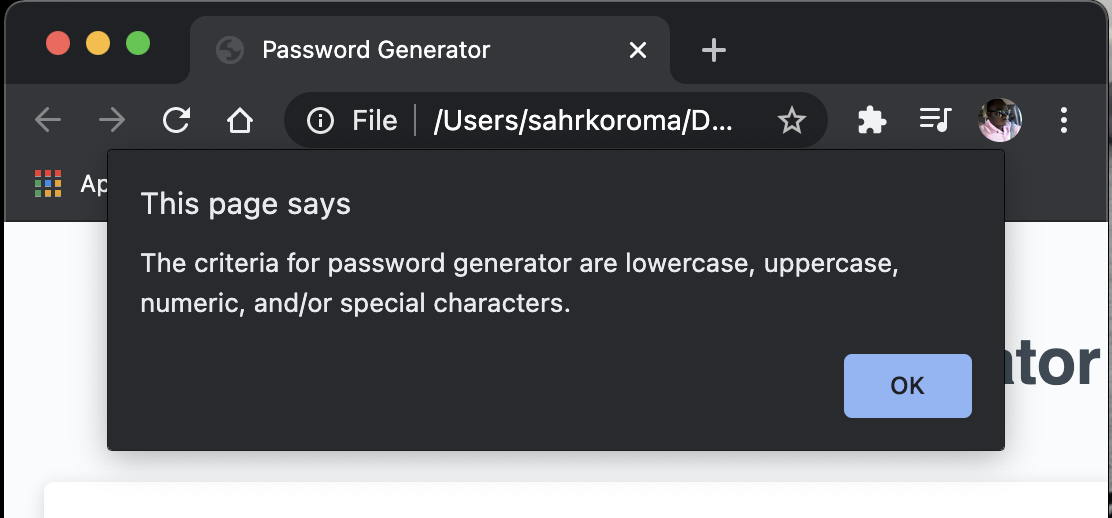 Password Generator
File
/Users/sahrkoroma/D...
Ap
This page says
The criteria for password generator are lowercase, uppercase,
numeric, and/or special characters.
ator
OK